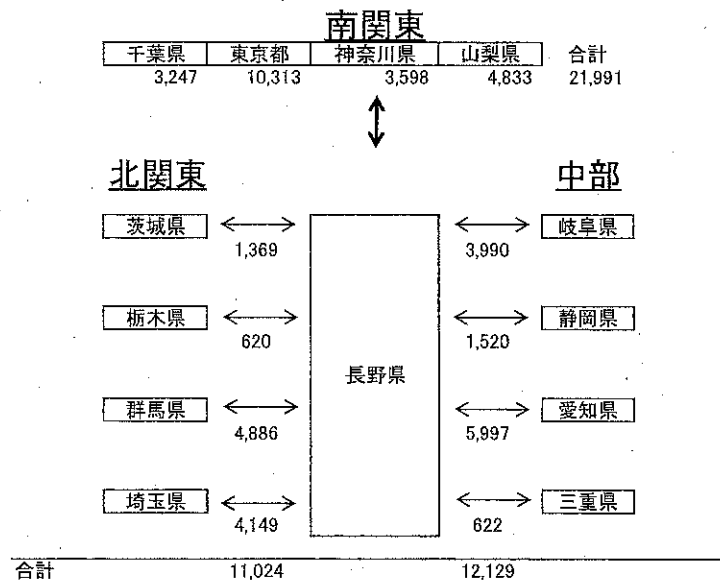 南関東
千葉県 東京都 神奈川県 山梨県 合計
3,247 10,313 3,598 4,833 21,991
北関東 中部
茨城県 岐阜県
1,369 3,990
栃木県 静岡県
620 1,520
長野県
群馬県 愛知県
4,886 5,997
埼玉県 三重県
4,149 622
合計 11,024 12,129